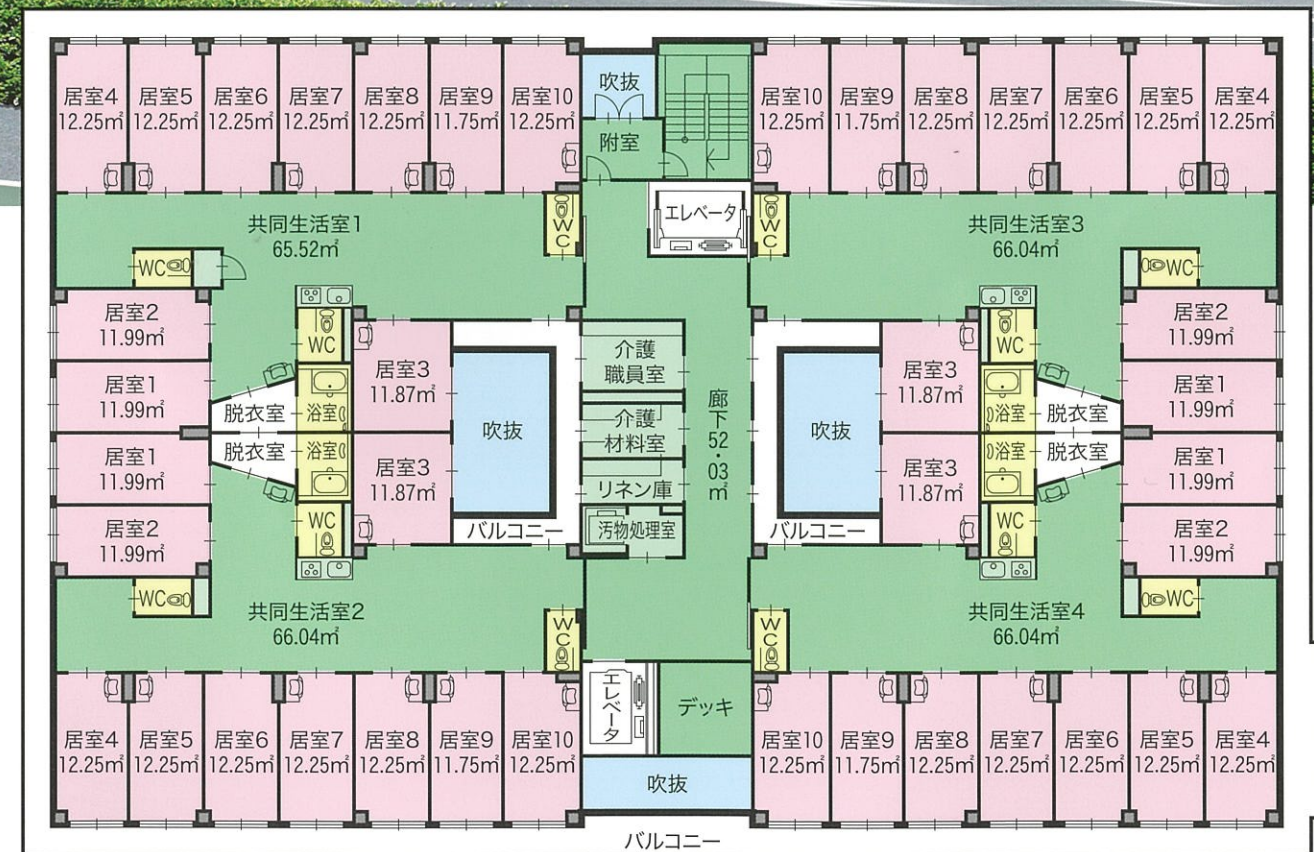 居室4
12.25㎡
居室5
12.25㎡
居室6
12.25㎡
居室7
12.25㎡
居室8
12.25㎡
居室9
11.75㎡
居室10
12.25㎡
吹抜
附室
居室10
12.25㎡
居室9
11.75㎡
居室8
12.25㎡
居室7
12.25㎡
居室6
12.25㎡
居室5
12.25㎡
居室4
12.25㎡
共同生活室1
65.52㎡
WC
エレベータ
WC
共同生活室3
66.04㎡
WC
WC
居室2
11.99㎡
WC
居室3
11.87㎡
介護
職員室
居室3
11.87㎡
WC
居室2
11.99㎡
居室1
11.99㎡
脱衣室
浴室
吹抜
介護
材料室
廊下52・03㎡
吹抜
浴室
脱衣室
居室1
11.99㎡
居室1
11.99㎡
脱衣室
浴室
居室3
11.87㎡
リネン庫
居室3
11.87㎡
浴室
脱衣室
居室1
11.99㎡
居室2
11.99㎡
WC
バルコニー
汚物処理室
バルコニー
WC
居室2
11.99㎡
WC
共同生活室2
66.04㎡
WC
WC
共同生活室4
66.04㎡
WC
エレベータ
デッキ
居室4
12.25㎡
居室5
12.25㎡
居室6
12.25㎡
居室7
12.25㎡
居室8
12.25㎡
居室9
11.75㎡
居室10
12.25㎡
吹抜
居室10
12.25㎡
居室9
11.75㎡
居室8
12.25㎡
居室7
12.25㎡
居室6
12.25㎡
居室5
12.25㎡
居室4
12.25㎡
バルコニー